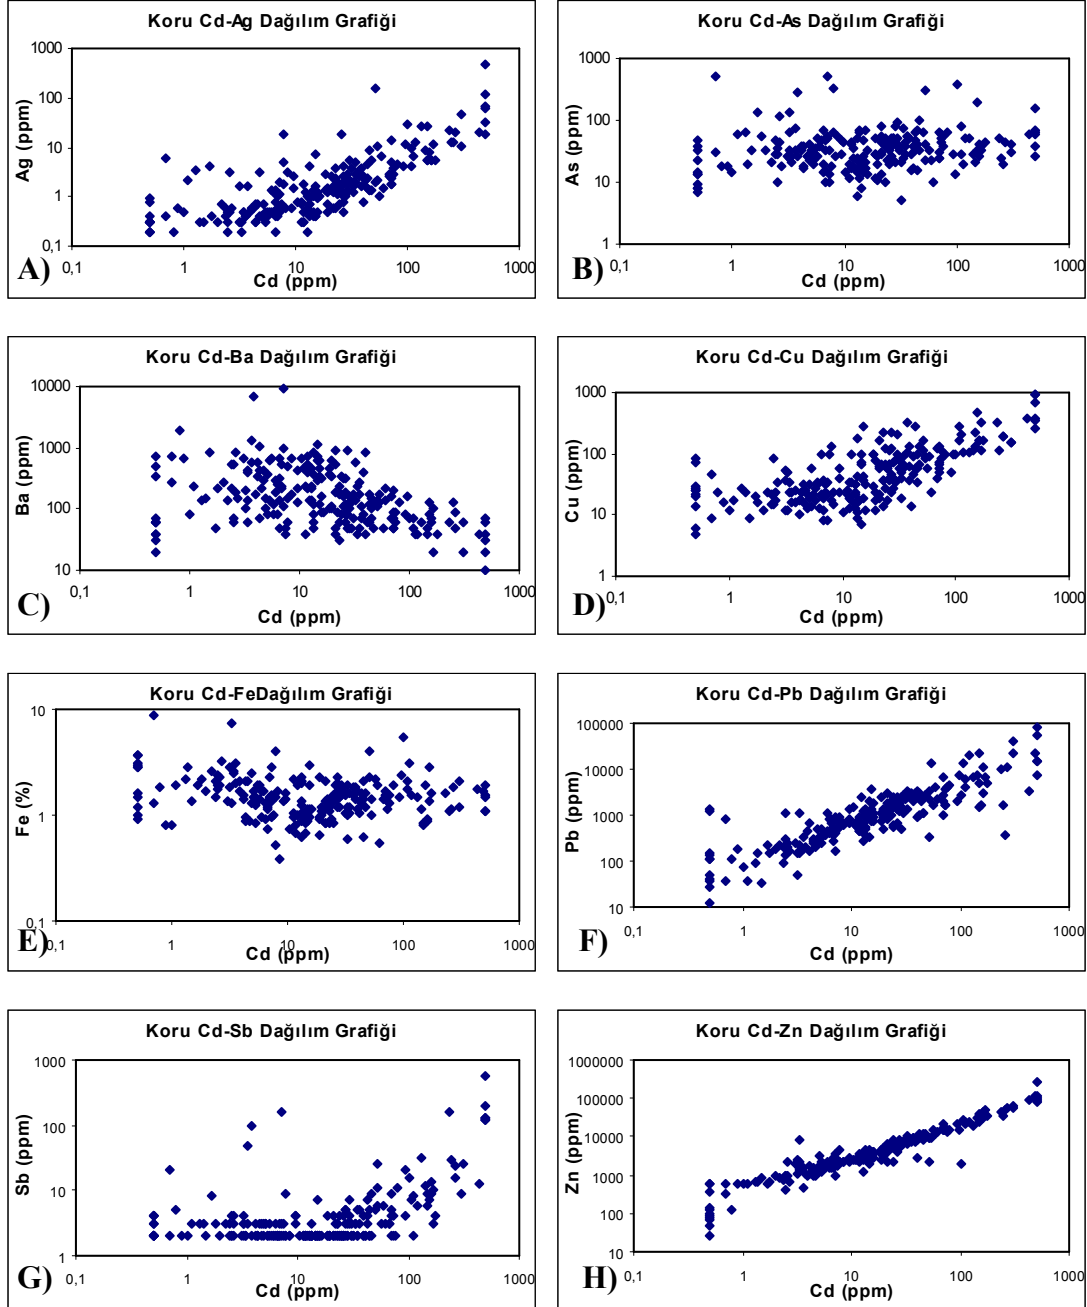 Koru Cd-Ag Dağılım Grafiği
1000
100
10
1
0,1
Ag (ppm)
0,1 1 10 100 1000
Cd (ppm)
A)
Koru Cd-As Dağılım Grafiği
1000
100
10
1
As (ppm)
0,1 1 10 100 1000
Cd (ppm)
B)
Koru Cd-Ba Dağılım Grafiği
10000
1000
100
10
Ba (ppm)
0,1 1 10 100 1000
Cd (ppm)
C)
Koru Cd-Cu Dağılım Grafiği
1000
100
10
1
Cu (ppm)
0,1 1 10 100 1000
Cd (ppm)
D)
Koru Cd-FeDağılım Grafiği
10
1
0,1
Fe (%)
0,1 1 10 100 1000
Cd (ppm)
E)
Koru Cd-Pb Dağılım Grafiği
100000
10000
1000
100
10
Pb (ppm)
0,1 1 10 100 1000
Cd (ppm)
F)
Koru Cd-Sb Dağılım Grafiği
1000
100
10
1
Sb (ppm)
0,1 1 10 100 1000
Cd (ppm)
G)
Koru Cd-Zn Dağılım Grafiği
1000000
100000
10000
1000
100
10
Zn (ppm)
0,1 1 10 100 1000
Cd (ppm)
H)